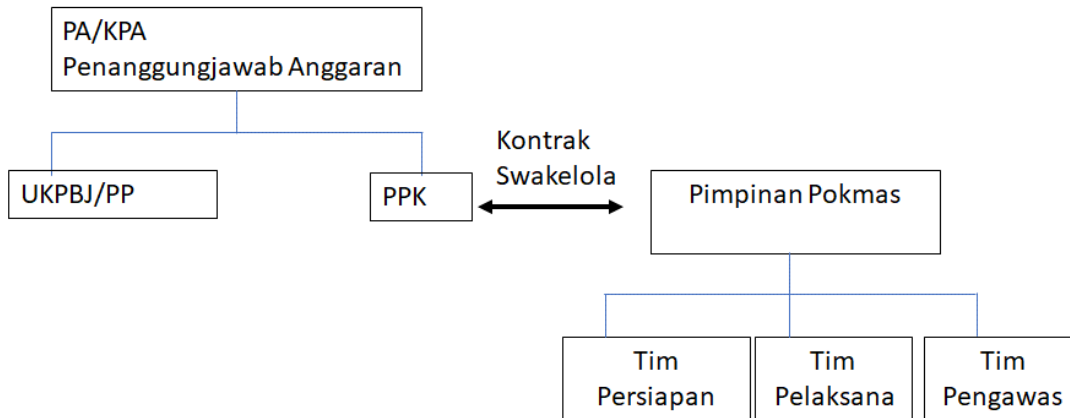 PA/KPA
Penanggungjawab Anggaran
Kontrak
Swakelola
UKPBJ/PP
PPK
Pimpinan Pokmas
Tim
Persiapan
Tim
Pelaksana
Tim
Pengawas